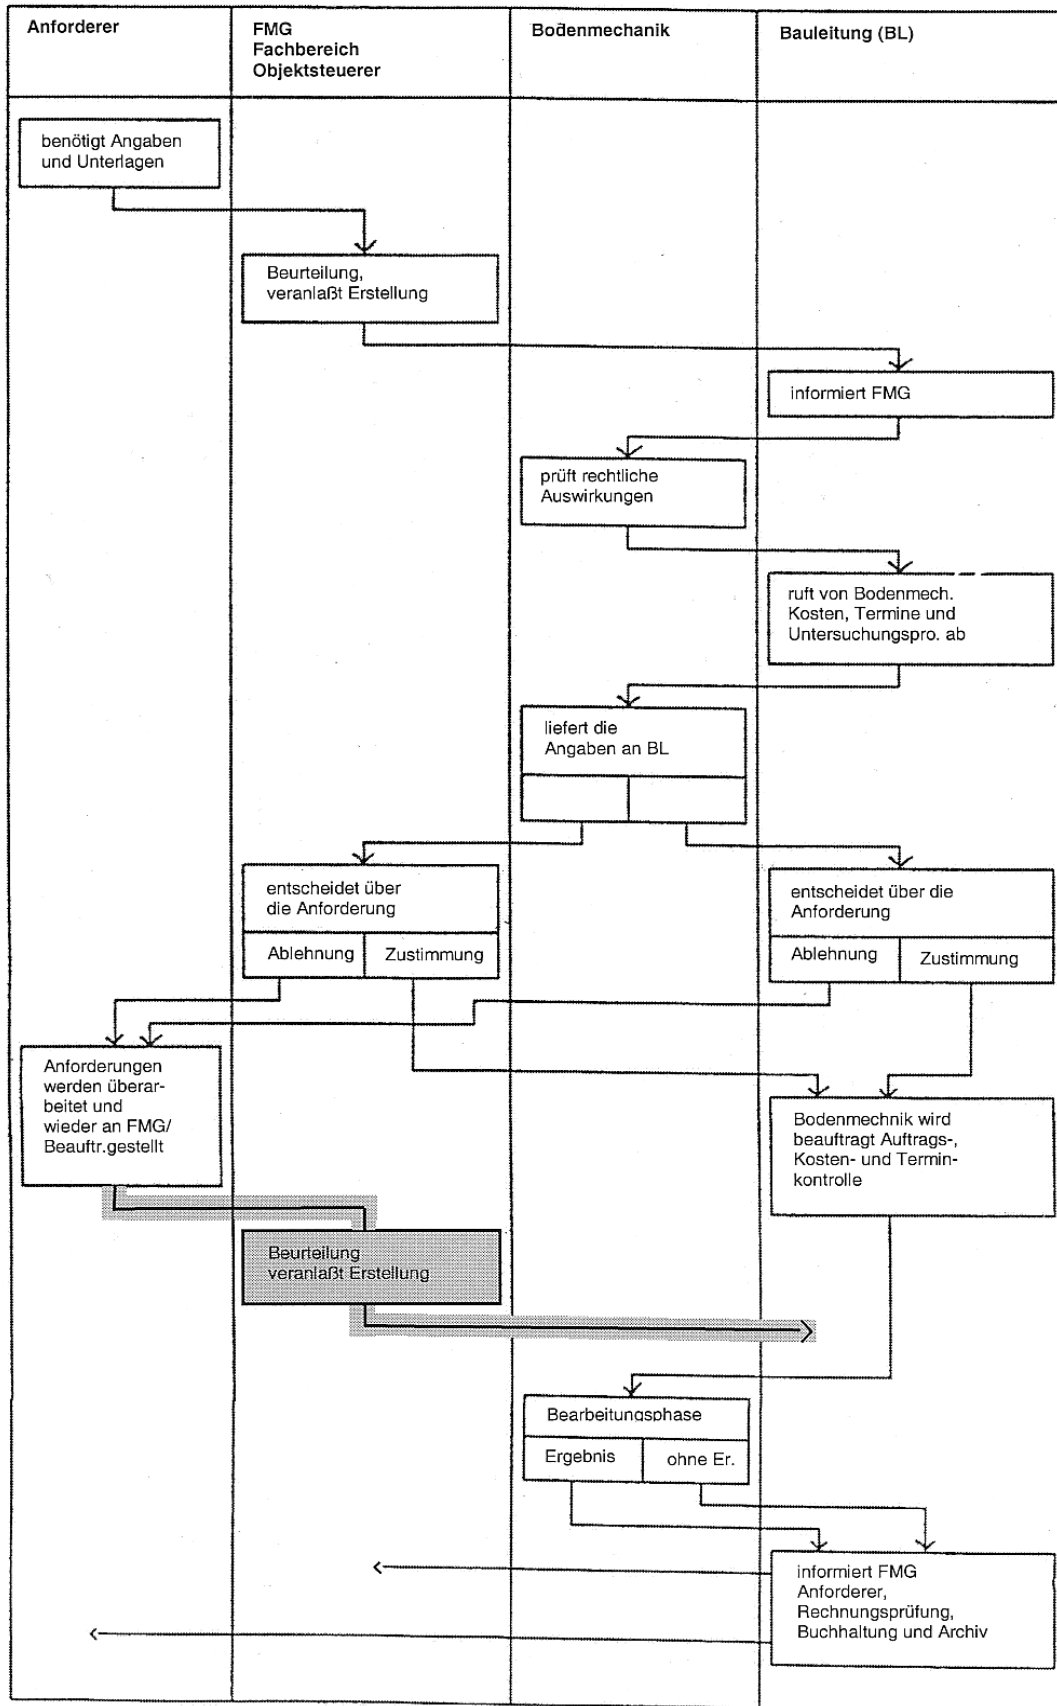 Anforderer
FMG
Fachbereich
Objektsteuerer
Bodenmechanik
Bauleitung (BL)
benötigt Angaben
und Unterlagen
Beurteilung,
veranlaßt Erstellung
informiert FMG
prüft rechtliche
Auswirkungen
ruft von Bodenmech.
Kosten, Termine und
Untersuchungspro. ab
liefert die
Angaben an BL
entscheidet über
die Anforderung
Ablehnung
Zustimmung
entscheidet über die
Anforderung
Ablehnung
Zustimmung
Anforderungen
werden überar-
beitet und
wieder an FMG/
Beauftr.gestellt
Bodenmechnik wird
beauftragt Auftrags-,
Kosten- und Termin-
kontrolle
Beurteilung
veranlaßt Erstellung
Bearbeitungsphase
Ergebnis
ohne Er.
informiert FMG
Anforderer,
Rechnungsprüfung,
Buchhaltung und Archiv